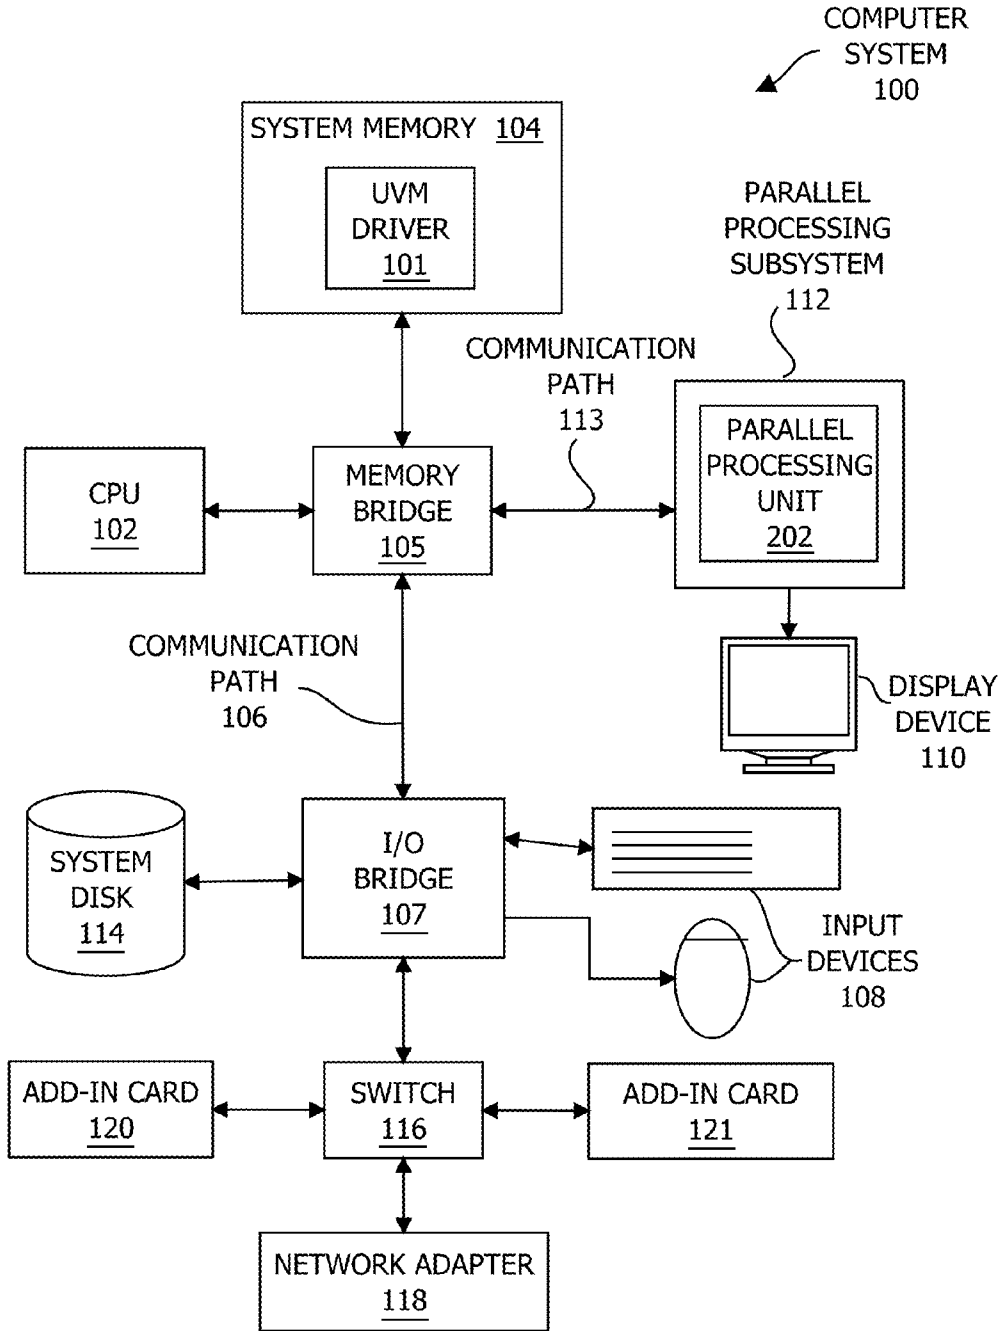 COMPUTER
SYSTEM
100
SYSTEM MEMORY 104
UVM
DRIVER
101
PARALLEL
PROCESSING
SUBSYSTEM
112
COMMUNICATION
PATH
113
CPU
102
MEMORY
BRIDGE
105
PARALLEL
PROCESSING
UNIT
202
COMMUNICATION
PATH
106
DISPLAY
DEVICE
110
SYSTEM
DISK
114
I/O
BRIDGE
107
INPUT
DEVICES
108
ADD-IN CARD
120
SWITCH
116
ADD-IN CARD
121
NETWORK ADAPTER
118